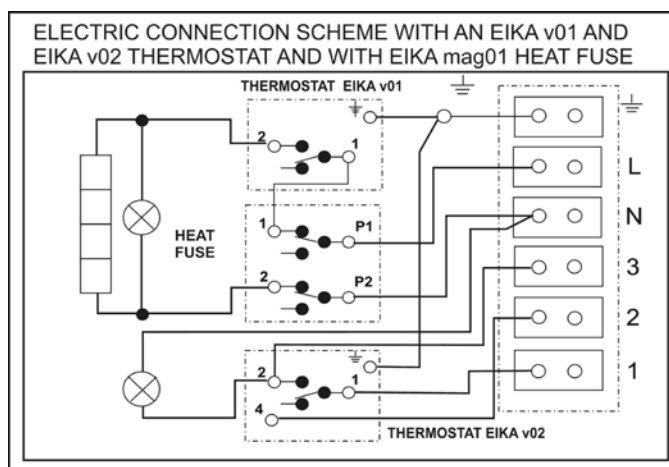 ELECTRIC CONNECTION SCHEME WITH AN EIKA v01 AND
EIKA v02 THERMOSTAT AND WITH EIKA mag01 HEAT FUSE
THERMOSTAT EIKA v01
2
1
L
1
P1
N
HEAT
FUSE
2
P2
3
2
2
1
1
4
THERMOSTAT EIKA v02